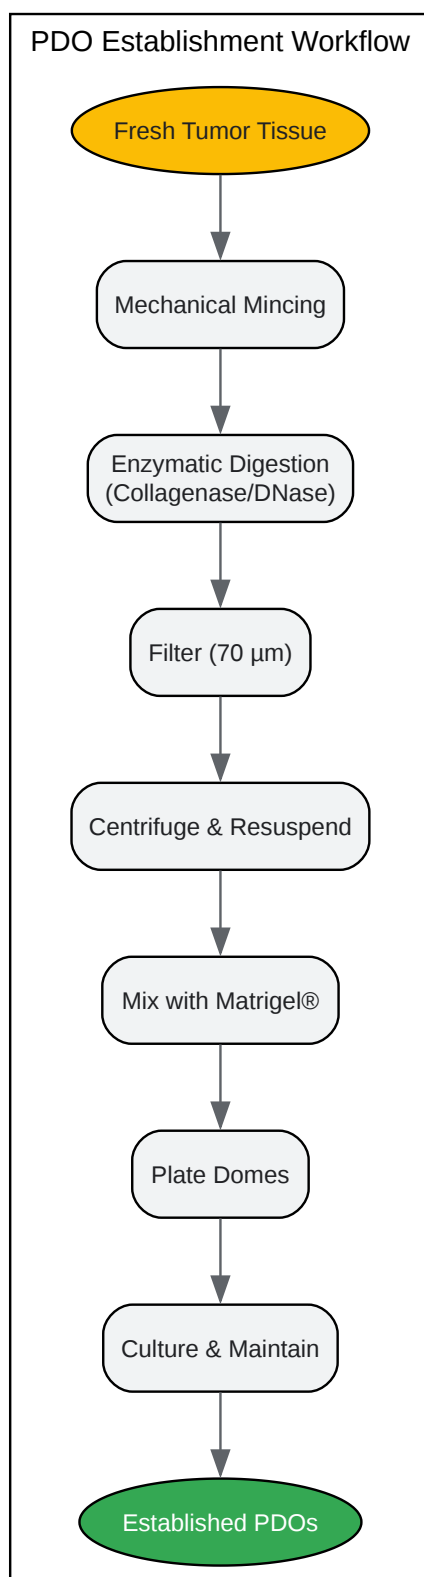 PDO Establishment Workflow
Fresh Tumor Tissue
Mechanical Mincing
Enzymatic Digestion
(Collagenase/DNase)
Filter (70 µm)
Centrifuge & Resuspend
Mix with Matrigel®
Plate Domes
Culture & Maintain
Established PDOs